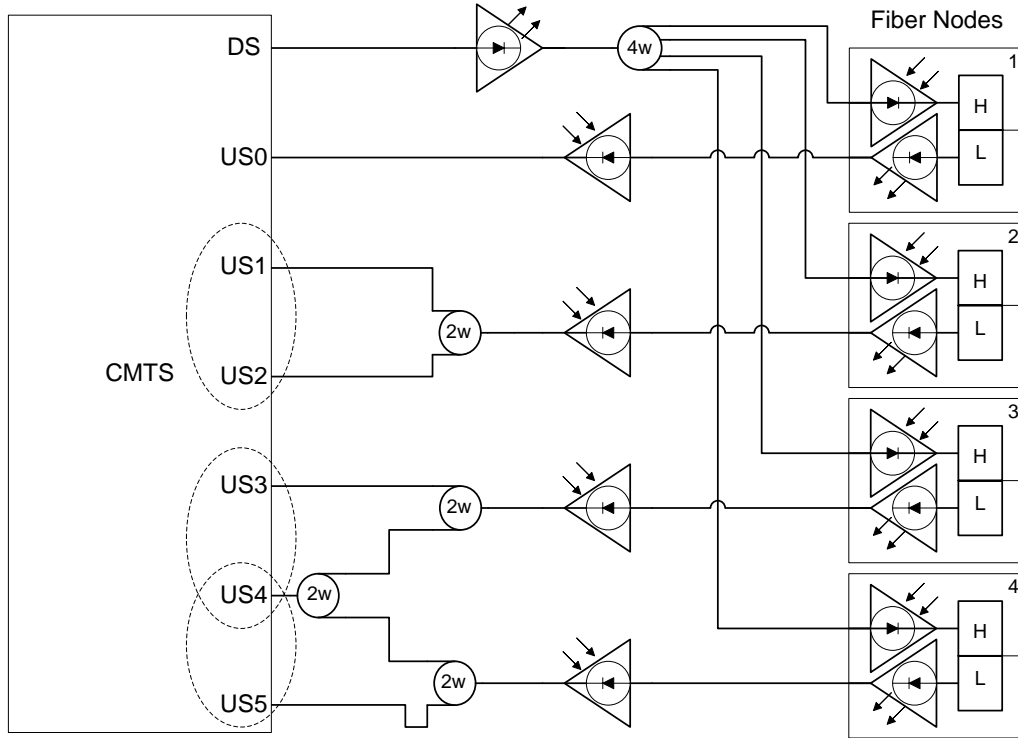 Fiber Nodes
DS
4w
1
H
L
US0
2
H
L
US1
2w
US2
CMTS
3
H
L
US3
2w
US4
2w
4
H
L
US5
2w